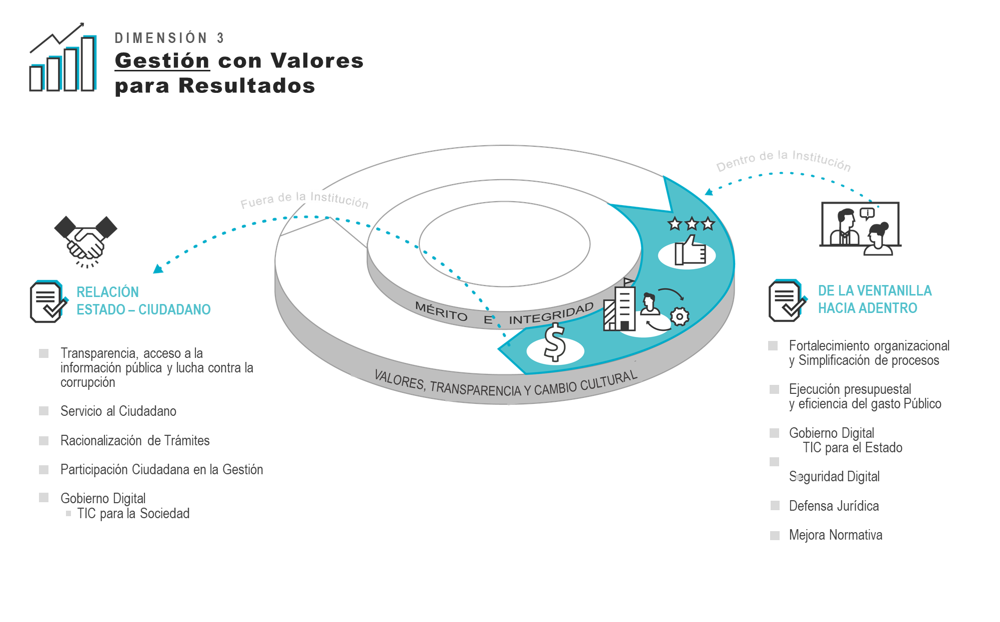 DIMENSIÓN 3
Gestión con Valores
para Resultados
Fuera de la Institución
Dentro de la Institución
MÉRITO E INTEGRIDAD
VALORES, TRANSPARENCIA Y CAMBIO CULTURAL
RELACIÓN
ESTADO – CIUDADANO
Transparencia, acceso a la
información pública y lucha contra la
corrupción
Servicio al Ciudadano
Racionalización de Trámites
Participación Ciudadana en la Gestión
Gobierno Digital
TIC para la Sociedad
i
DE LA VENTANILLA
HACIA ADENTRO
Fortalecimiento organizacional
y Simplificación de procesos
Ejecución presupuestal
y eficiencia del gasto Público
Gobierno Digital
TIC para el Estado
Seguridad Digital
Defensa Jurídica
Mejora Normativa